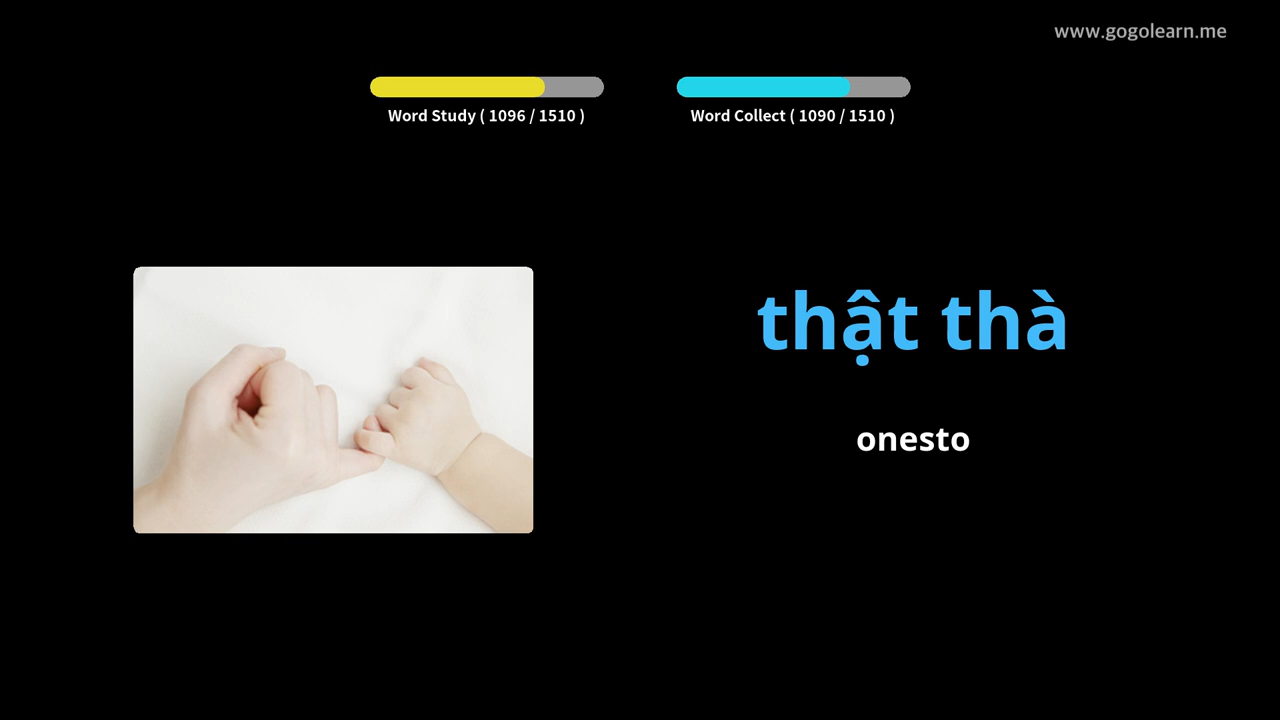 www.gogolearn.me
Word Study ( 1096 / 1510 )
Word Collect ( 1090 / 1510 )
thật thà
onesto